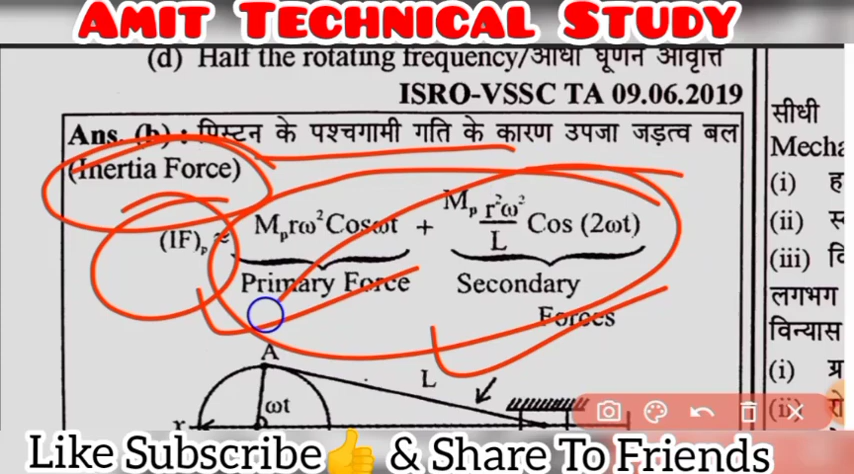 AMIT TECHNICAL STUDY
(d) Half the rotating frequency/आधी घूर्णन आवृत्ति
ISRO-VSSC TA 09.06.2019
Ans. (b) : पिस्टन के पश्चगामी गति के कारण उपजा जड़त्व बल
(Inertia Force)
(IF)ₚ ≈ Mₚrω²Cosωt + Mₚ r²ω²/L Cos (2ωt)
Primary Force Secondary
Forces
A
L
ωt
r
सीधी
Mecha
(i) ह
(ii)
(iii)
लगभग
विन्यास
(i) ग्र
(ii) रो
Like Subscribe👍 & Share To Friends